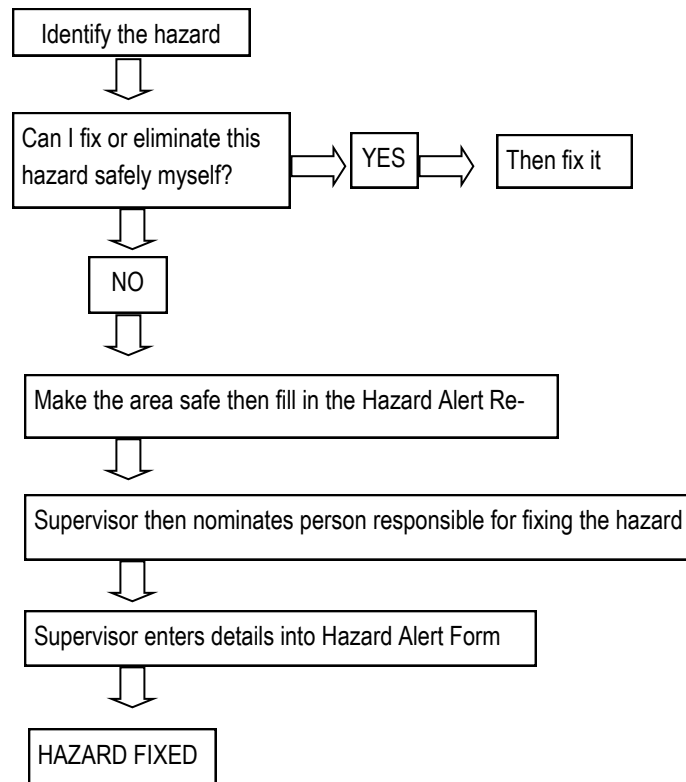 Identify the hazard
Can I fix or eliminate this
hazard safely myself?
YES
Then fix it
NO
Make the area safe then fill in the Hazard Alert Re-
Supervisor then nominates person responsible for fixing the hazard
Supervisor enters details into Hazard Alert Form
HAZARD FIXED